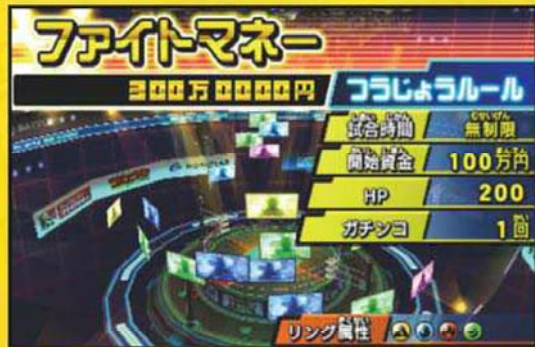 ファイトマネー
300万0000円
つうじょうルール
試合時間 無制限
開始資金 100万円
HP 200
ガチンコ 1回
リング属性